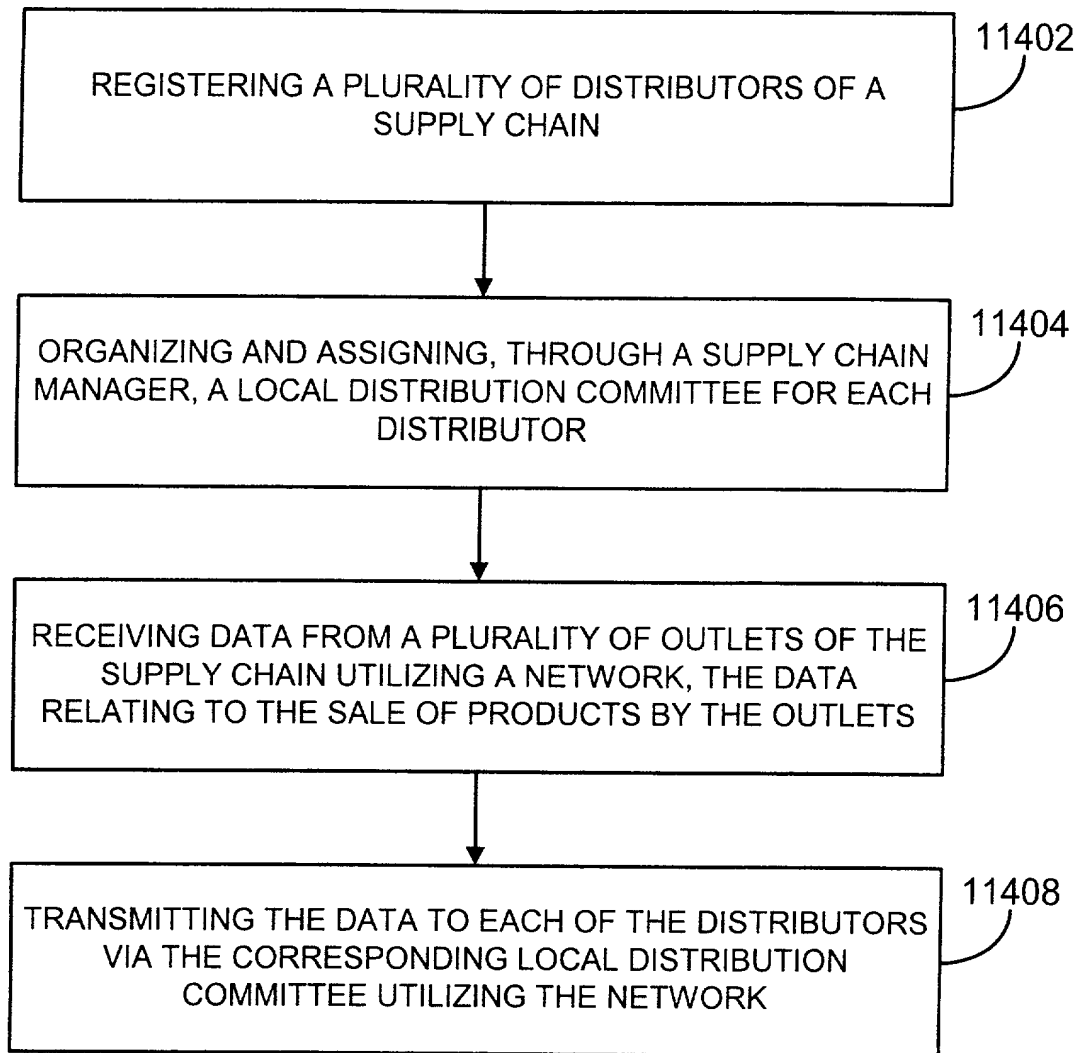 11402
REGISTERING A PLURALITY OF DISTRIBUTORS OF A
SUPPLY CHAIN
11404
ORGANIZING AND ASSIGNING, THROUGH A SUPPLY CHAIN
MANAGER, A LOCAL DISTRIBUTION COMMITTEE FOR EACH
DISTRIBUTOR
11406
RECEIVING DATA FROM A PLURALITY OF OUTLETS OF THE
SUPPLY CHAIN UTILIZING A NETWORK, THE DATA
RELATING TO THE SALE OF PRODUCTS BY THE OUTLETS
11408
TRANSMITTING THE DATA TO EACH OF THE DISTRIBUTORS
VIA THE CORRESPONDING LOCAL DISTRIBUTION
COMMITTEE UTILIZING THE NETWORK